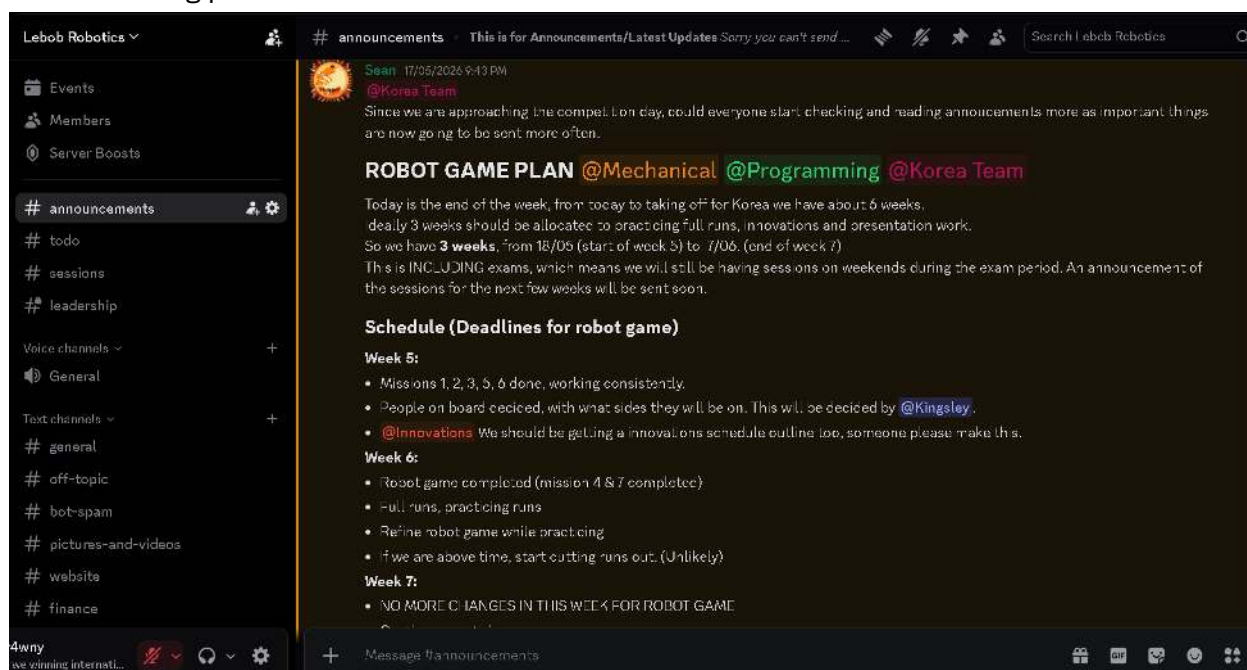 Lebob Robotics
# announcements
This is for Announcements/Latest Updates Sorry you can't send ...
Search Lebob Robotics
Events
Members
Server Boosts
# announcements
# todo
# sessions
# leadership
Voice channels
General
Text channels
# general
# off-topic
# bot-spam
# pictures-and-videos
# website
# finance
4wny
we winning internati...
Sean 17/05/2026 9:43 PM
@Korea Team
Since we are approaching the competition day, could everyone start checking and reading announcements more as important things
are now going to be sent more often.
ROBOT GAME PLAN @Mechanical @Programming @Korea Team
Today is the end of the week, from today to taking off for Korea we have about 6 weeks.
Ideally 3 weeks should be allocated to practicing full runs, innovations and presentation work.
So we have 3 weeks, from 18/05 (start of week 5) to 7/06. (end of week 7)
This is INCLUDING exams, which means we will still be having sessions on weekends during the exam period. An announcement of
the sessions for the next few weeks will be sent soon.
Schedule (Deadlines for robot game)
Week 5:
• Missions 1, 2, 3, 5, 6 done, working consistently.
• People on board decided, with what sides they will be on. This will be decided by @Kingsley.
• @Innovations We should be getting a innovations schedule outline too, someone please make this.
Week 6:
• Robot game completed (mission 4 & 7 completed)
• Full runs, practicing runs
• Refine robot game while practicing
• If we are above time, start cutting runs out. (Unlikely)
Week 7:
• NO MORE CHANGES IN THIS WEEK FOR ROBOT GAME
Message #announcements
GIF